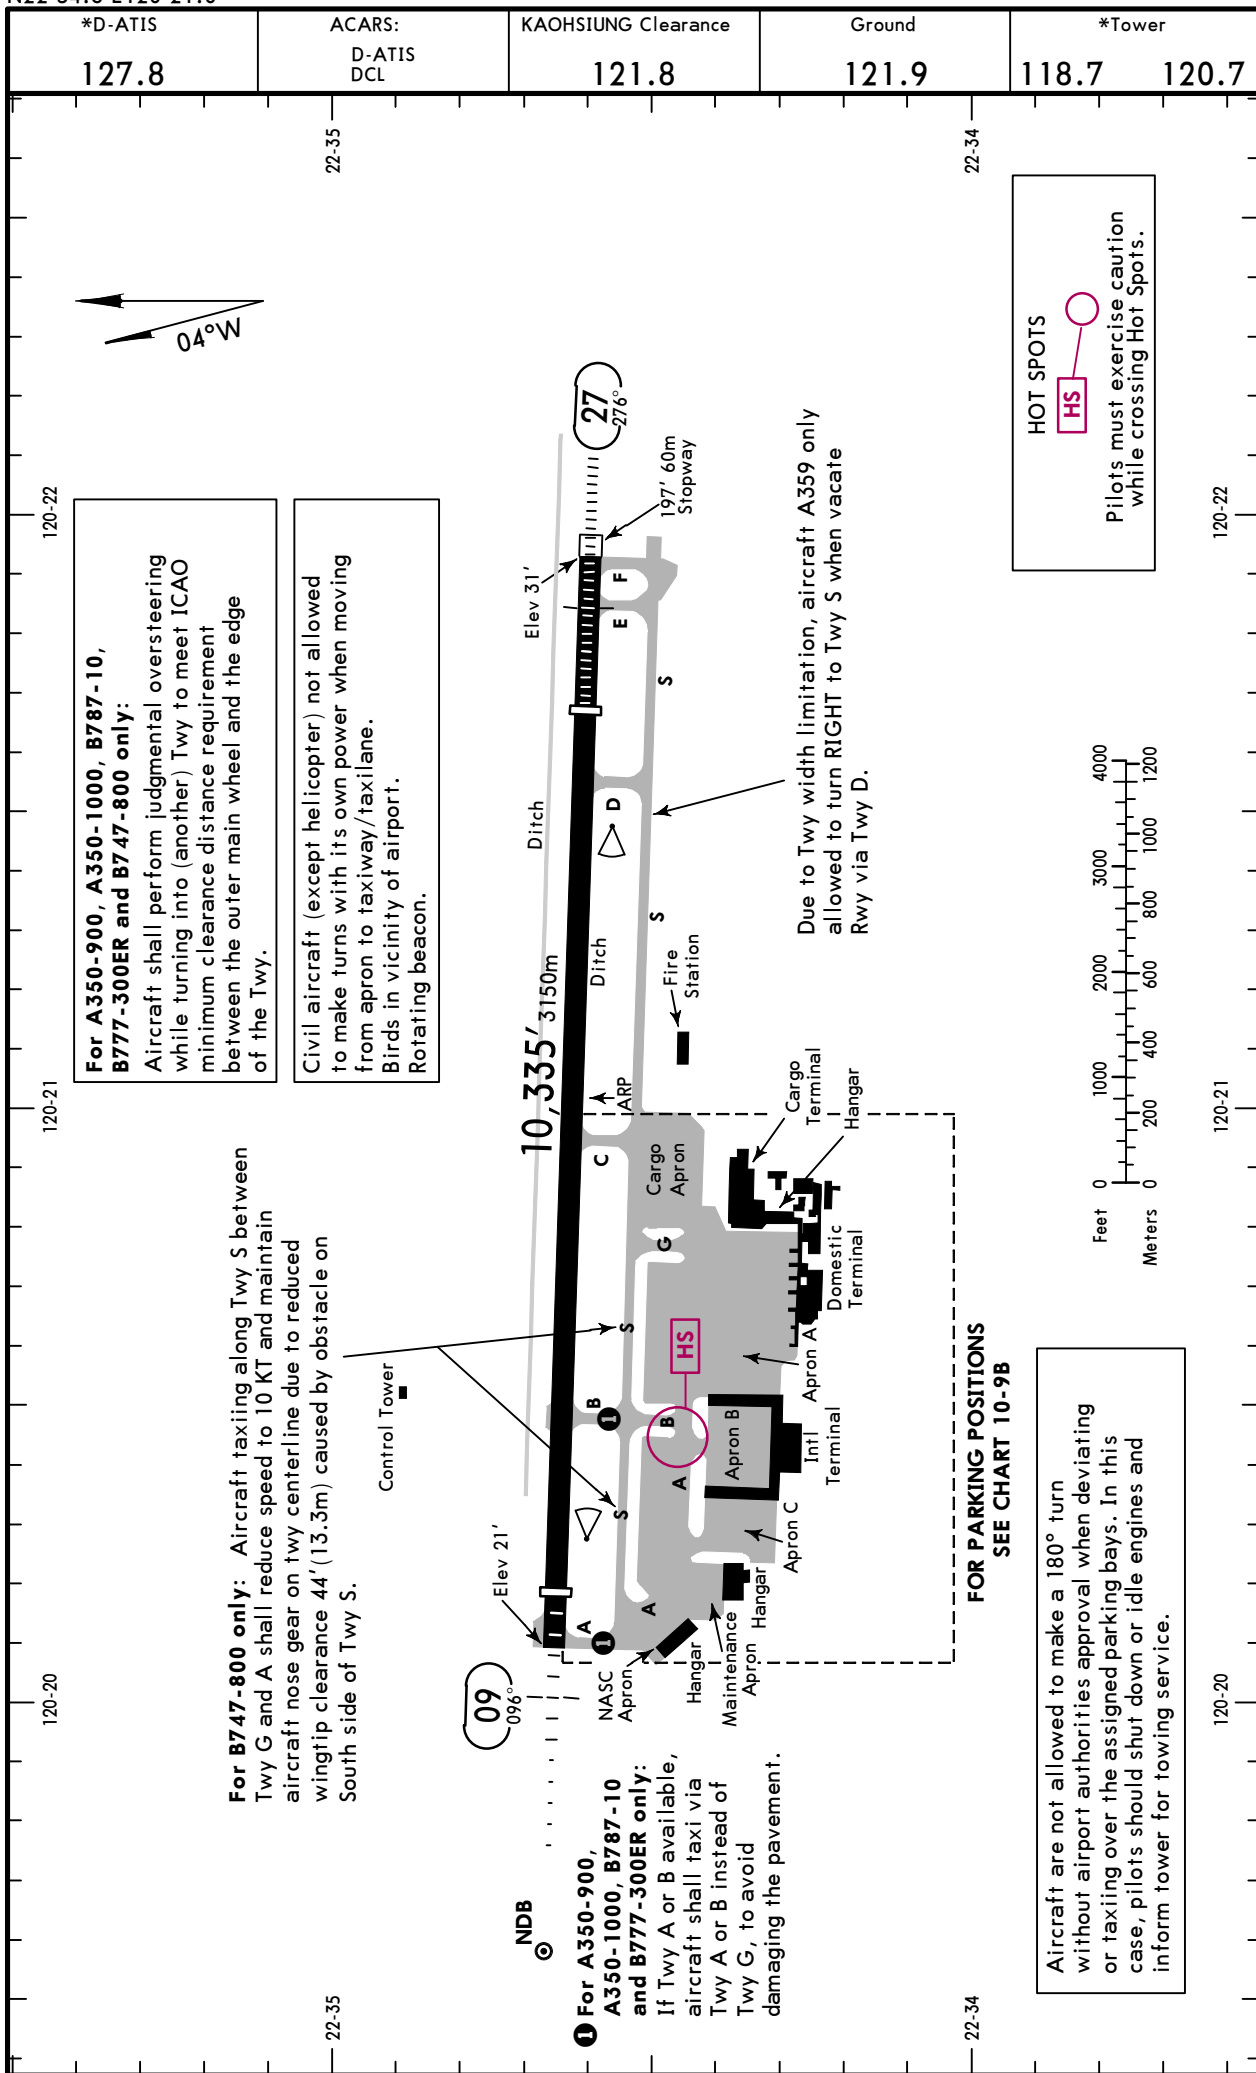 *D-ATIS
127.8
ACARS:
D-ATIS
DCL
KAOHSIUNG Clearance
121.8
Ground
121.9
*Tower
118.7 120.7
22-35
22-34
04°W
120-22
120-21
120-20
For A350-900, A350-1000, B787-10,
B777-300ER and B747-800 only:
Aircraft shall perform judgmental oversteering
while turning into (another) Twy to meet ICAO
minimum clearance distance requirement
between the outer main wheel and the edge
of the Twy.
Civil aircraft (except helicopter) not allowed
to make turns with its own power when moving
from apron to taxiway/taxilane.
Birds in vicinity of airport.
Rotating beacon.
For B747-800 only: Aircraft taxiing along Twy S between
Twy G and A shall reduce speed to 10 KT and maintain
aircraft nose gear on twy centerline due to reduced
wingtip clearance 44'(13.3m) caused by obstacle on
South side of Twy S.
Control Tower
27
276°
197' 60m
Stopway
Elev 31'
F
E
S
Ditch
D
Ditch
S
10,335' 3150m
Fire
Station
ARP
C
Cargo
Apron
Cargo
Terminal
Hangar
G
Domestic
Terminal
S
HS
Apron A
B
1
B
Apron B
Intl
Terminal
A
S
Apron C
Elev 21'
A
1
A
Hangar
Maintenance
Apron
Hangar
NASC
Apron
09
096°
NDB
1 For A350-900,
A350-1000, B787-10
and B777-300ER only:
If Twy A or B available,
aircraft shall taxi via
Twy A or B instead of
Twy G, to avoid
damaging the pavement.
Due to Twy width limitation, aircraft A359 only
allowed to turn RIGHT to Twy S when vacate
Rwy via Twy D.
HOT SPOTS
HS
Pilots must exercise caution
while crossing Hot Spots.
FOR PARKING POSITIONS
SEE CHART 10-9B
Feet 0 1000 2000 3000 4000
Meters 0 200 400 600 800 1000 1200
Aircraft are not allowed to make a 180° turn
without airport authorities approval when deviating
or taxiing over the assigned parking bays. In this
case, pilots should shut down or idle engines and
inform tower for towing service.
22-35
22-34
120-22
120-21
120-20